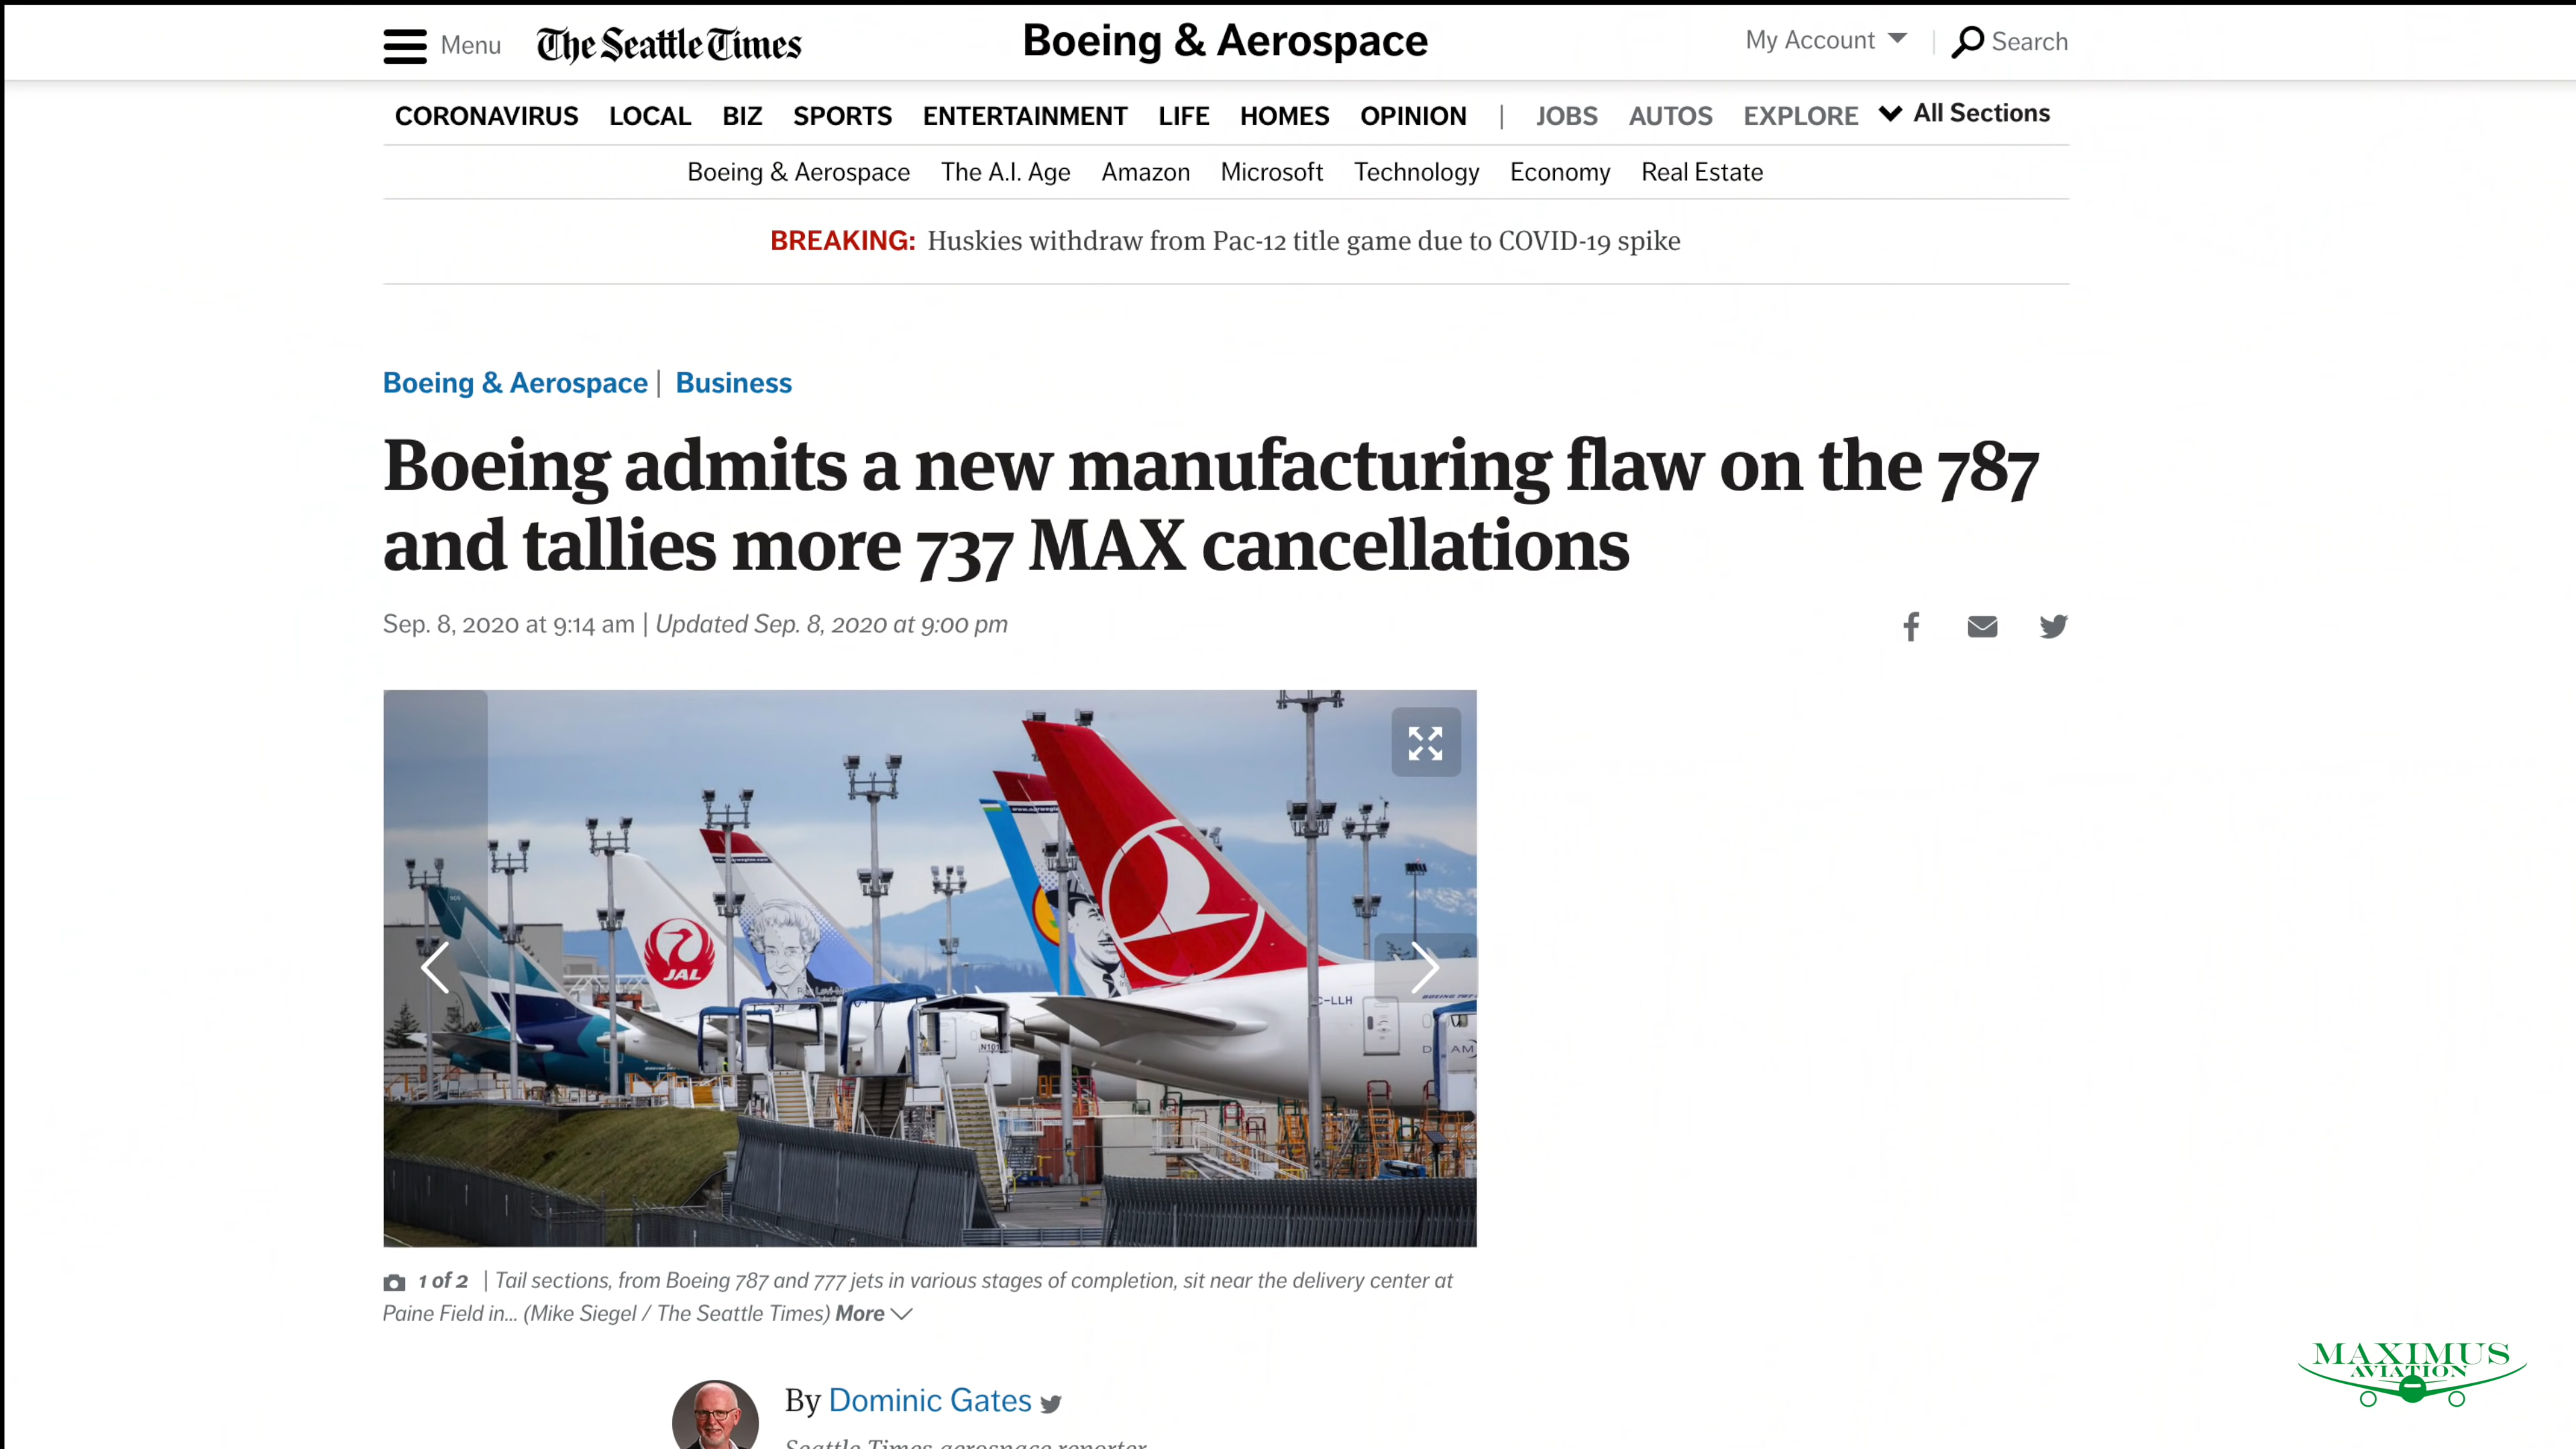 Menu
The Seattle Times
Boeing & Aerospace
My Account
Search
CORONAVIRUS LOCAL BIZ SPORTS ENTERTAINMENT LIFE HOMES OPINION | JOBS AUTOS EXPLORE All Sections
Boeing & Aerospace The A.I. Age Amazon Microsoft Technology Economy Real Estate
BREAKING: Huskies withdraw from Pac-12 title game due to COVID-19 spike
Boeing & Aerospace | Business
Boeing admits a new manufacturing flaw on the 787
and tallies more 737 MAX cancellations
Sep. 8, 2020 at 9:14 am | Updated Sep. 8, 2020 at 9:00 pm
JAL
C-LLH
N101
1 of 2 | Tail sections, from Boeing 787 and 777 jets in various stages of completion, sit near the delivery center at
Paine Field in... (Mike Siegel / The Seattle Times) More
By Dominic Gates
Seattle Times aerospace reporter
MAXIMUS
AVIATION